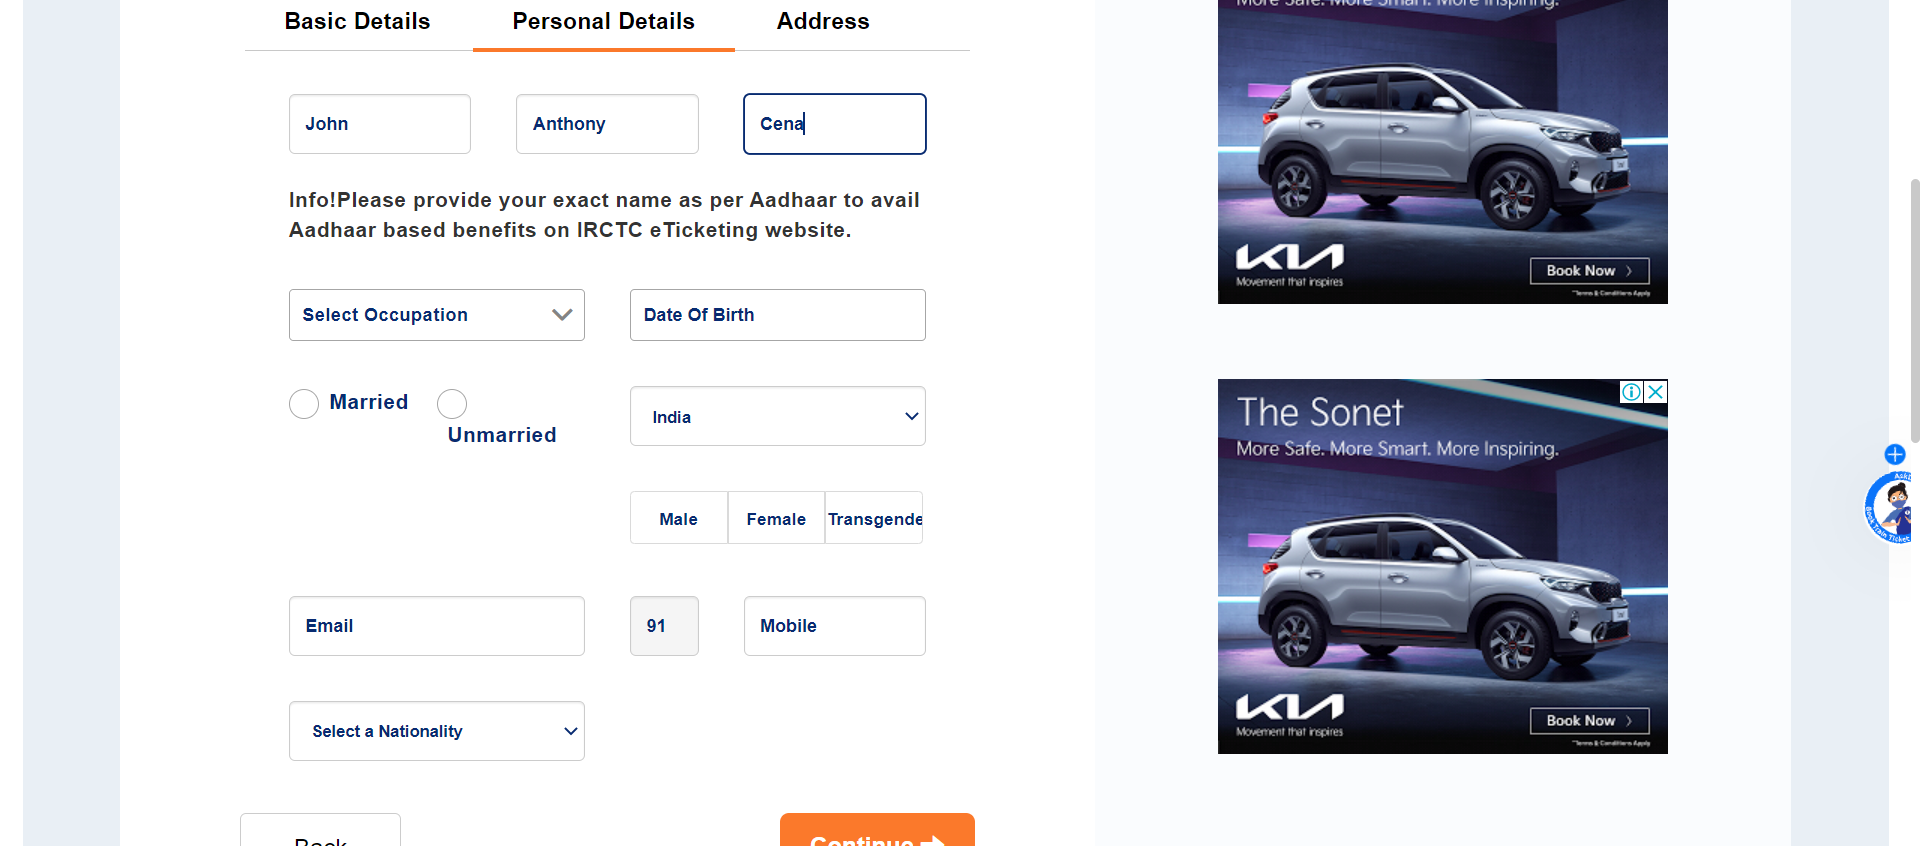 Basic Details
Personal Details
Address
John
Anthony
Cena
Info!Please provide your exact name as per Aadhaar to avail
Aadhaar based benefits on IRCTC eTicketing website.
Select Occupation
Date Of Birth
Married
Unmarried
India
Male
Female
Transgende
Email
91
Mobile
Select a Nationality
Back
Continue
More Safe. More Smart. More Inspiring.
KIA
Movement that inspires
Book Now
*Terms & Conditions Apply
The Sonet
More Safe. More Smart. More Inspiring.
KIA
Movement that inspires
Book Now
*Terms & Conditions Apply
Book Train Ticket